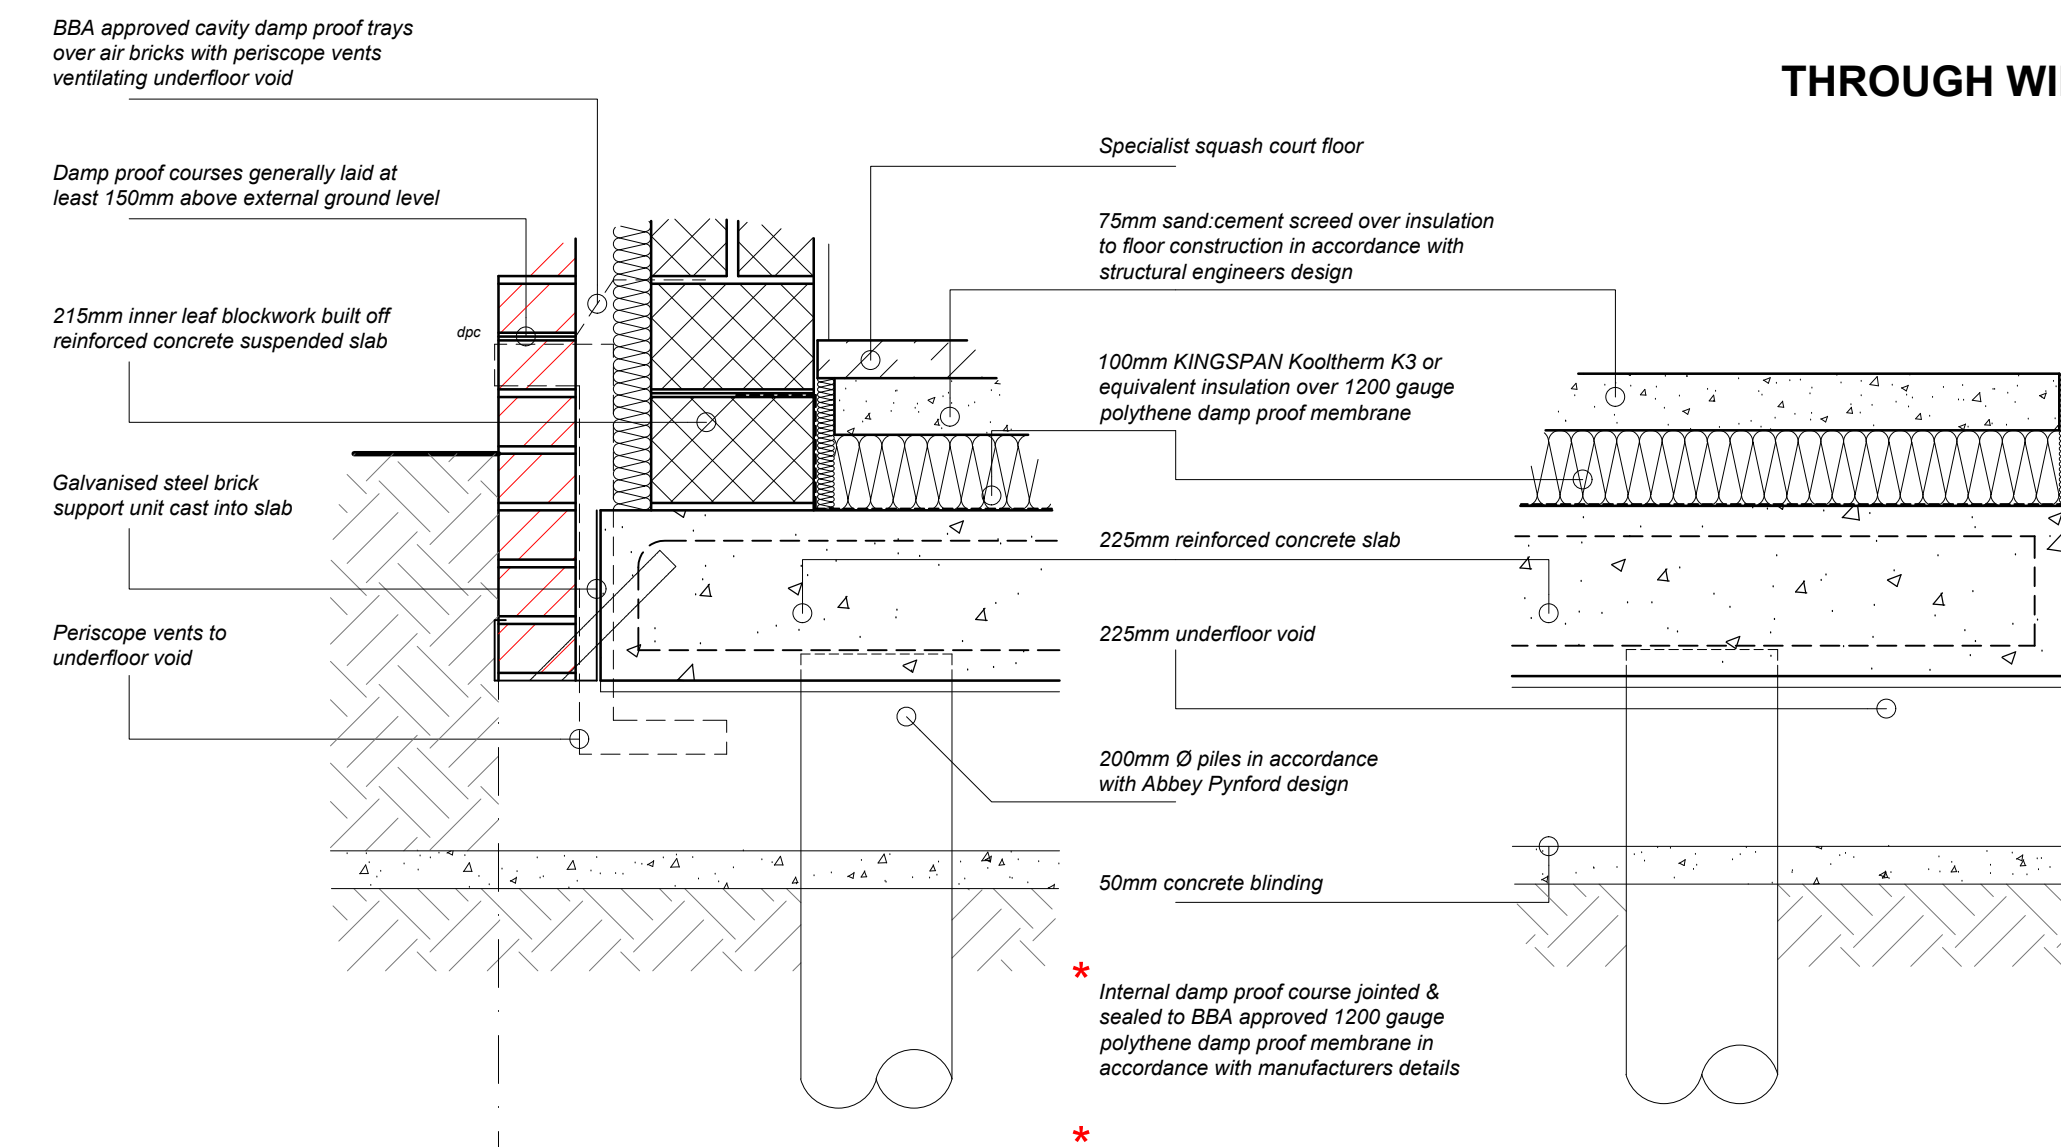 BBA approved cavity damp proof trays
over air bricks with periscope vents
ventilating underfloor void
Damp proof courses generally laid at
least 150mm above external ground level
215mm inner leaf blockwork built off
reinforced concrete suspended slab
dpc
Galvanised steel brick
support unit cast into slab
Periscope vents to
underfloor void
THROUGH WI
Specialist squash court floor
75mm sand:cement screed over insulation
to floor construction in accordance with
structural engineers design
100mm KINGSPAN Kooltherm K3 or
equivalent insulation over 1200 gauge
polythene damp proof membrane
225mm reinforced concrete slab
225mm underfloor void
200mm Ø piles in accordance
with Abbey Pynford design
50mm concrete blinding
*
Internal damp proof course jointed &
sealed to BBA approved 1200 gauge
polythene damp proof membrane in
accordance with manufacturers details
*